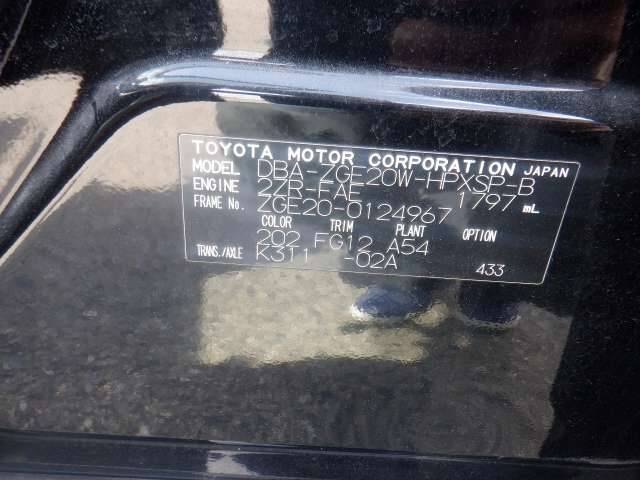 TOYOTA MOTOR CORPORATION JAPAN
MODEL DBA-ZGE20W-HPXSP-B
ENGINE 2ZR-FAE 1797 mL
FRAME No. ZGE20-0124967
COLOR TRIM PLANT OPTION
202 FG12 A54
TRANS./AXLE K311 -02A 433